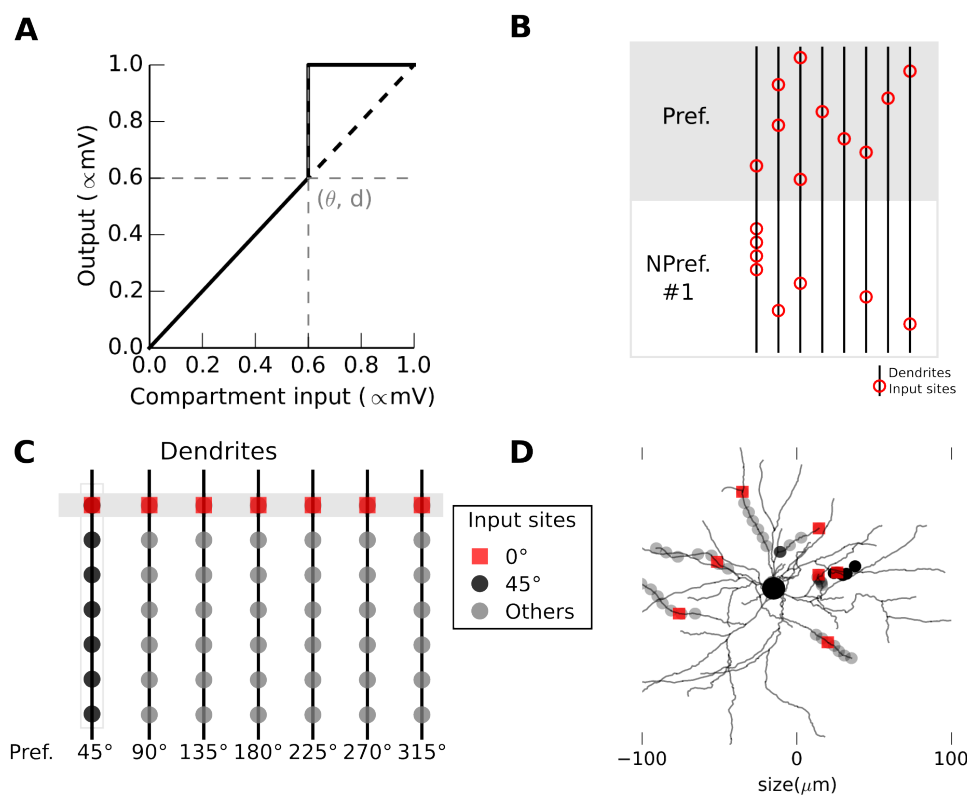 A
1.0
0.8
0.6
0.4
0.2
0.0
Output (∝mV)
(θ, d)
0.0 0.2 0.4 0.6 0.8 1.0
Compartment input (∝mV)
B
Pref.
NPref.
#1
Dendrites
Input sites
C
Dendrites
Pref. 45° 90° 135° 180° 225° 270° 315°
Input sites
0°
45°
Others
D
−100 0 100
size(μm)